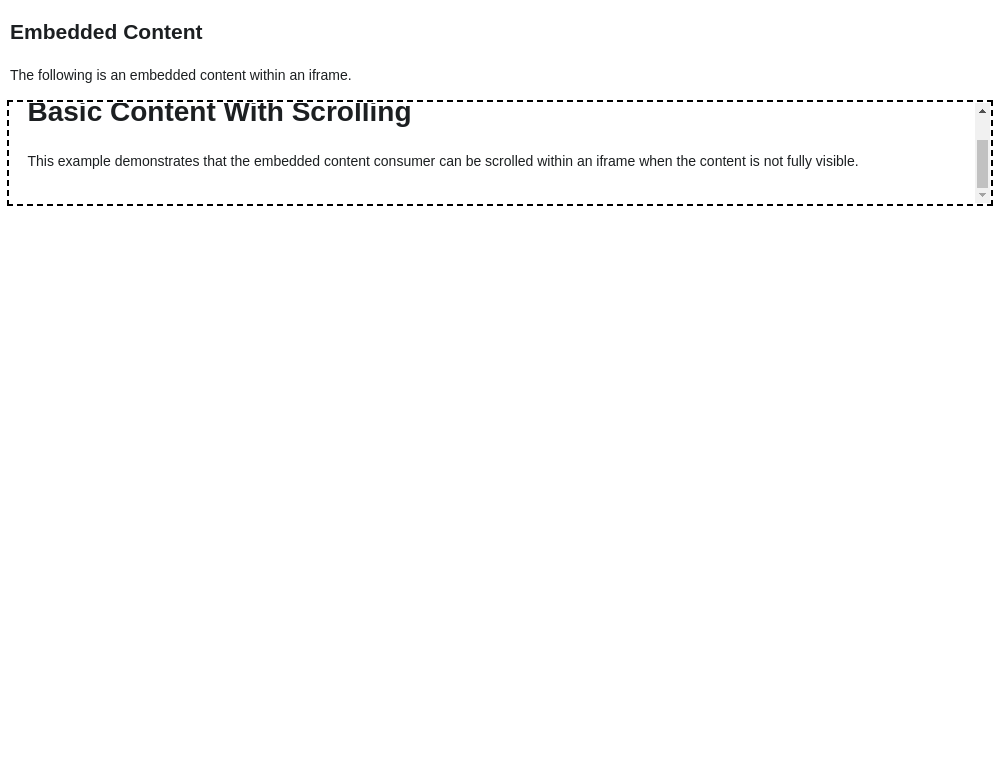 Embedded Content
The following is an embedded content within an iframe.
Basic Content With Scrolling
This example demonstrates that the embedded content consumer can be scrolled within an iframe when the content is not fully visible.